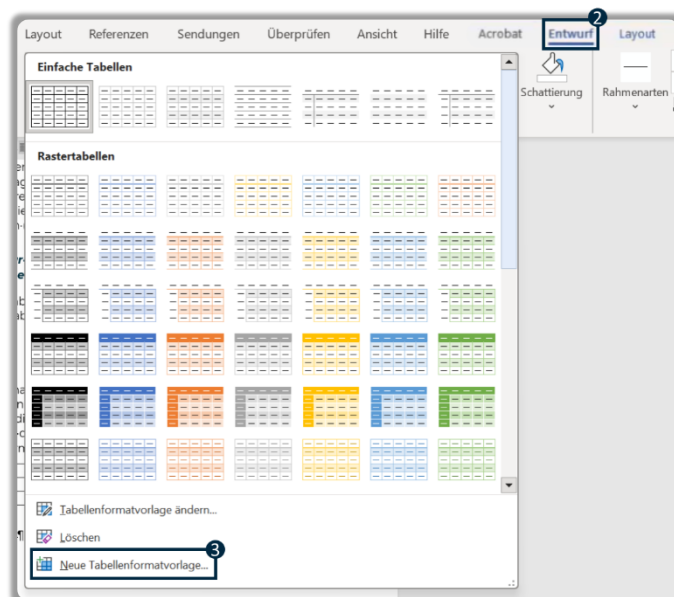 Layout Referenzen Sendungen Überprüfen Ansicht Hilfe Acrobat Entwurf Layout
2
Einfache Tabellen
Schattierung Rahmenarten
Rastertabellen
Tabellenformatvorlage ändern...
Löschen
Neue Tabellenformatvorlage...
3